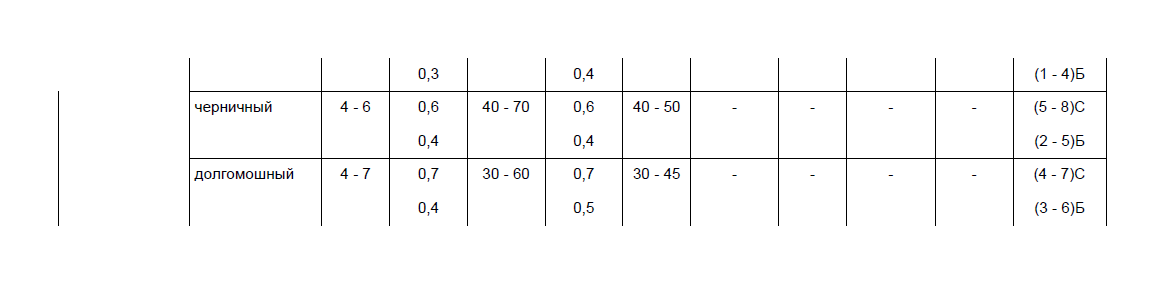 0,3 0,4 (1 - 4)Б
черничный 4 - 6 0,6 40 - 70 0,6 40 - 50 - - - - (5 - 8)С
0,4 0,4 (2 - 5)Б
долгомошный 4 - 7 0,7 30 - 60 0,7 30 - 45 - - - - (4 - 7)С
0,4 0,5 (3 - 6)Б